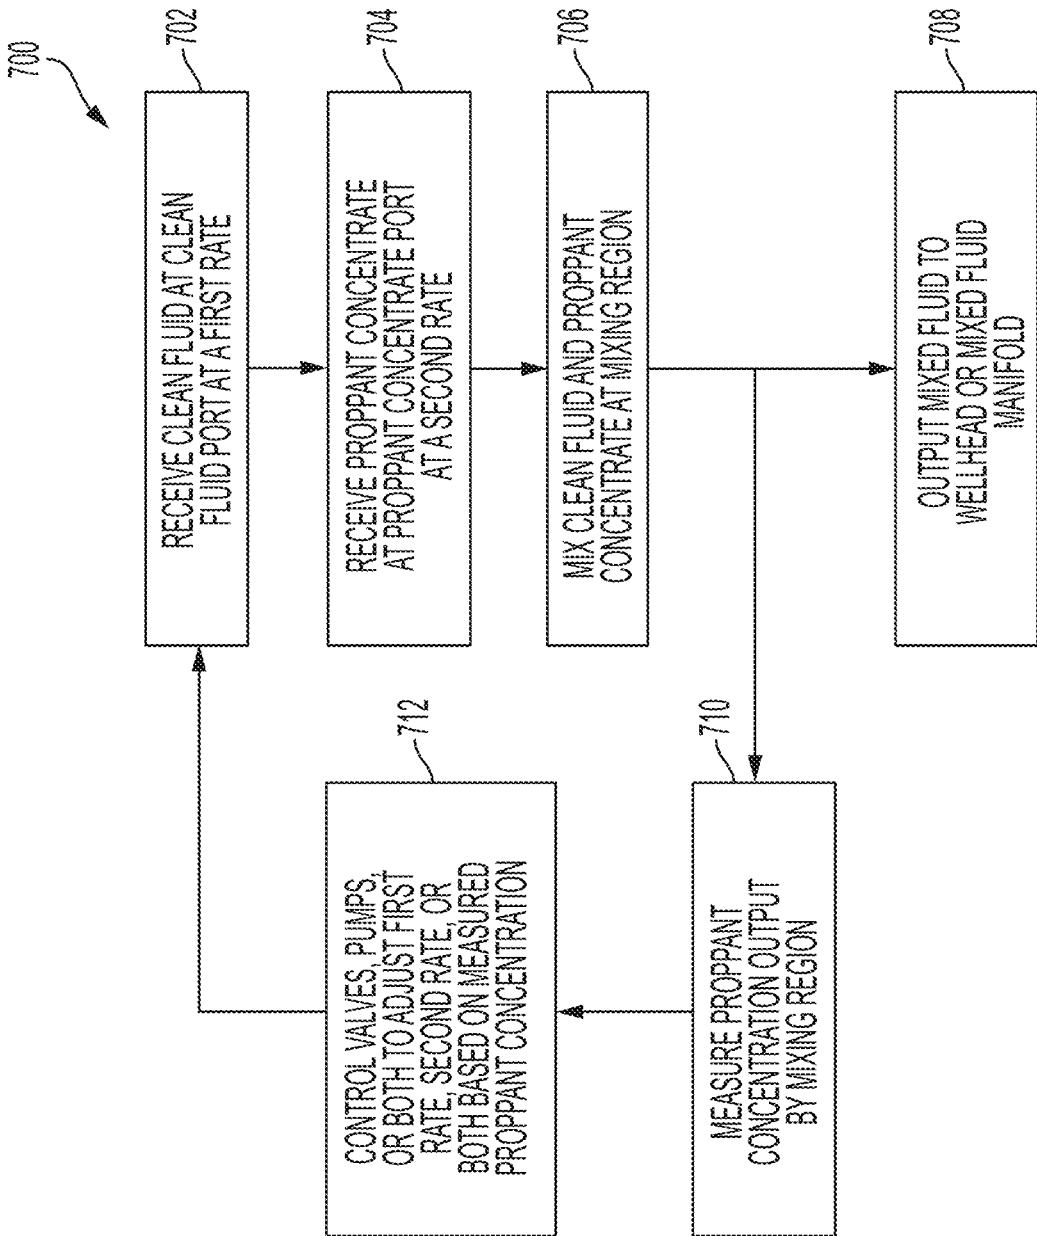 700
702
RECEIVE CLEAN FLUID AT CLEAN
FLUID PORT AT A FIRST RATE
704
RECEIVE PROPPANT CONCENTRATE
AT PROPPANT CONCENTRATE PORT
AT A SECOND RATE
706
MIX CLEAN FLUID AND PROPPANT
CONCENTRATE AT MIXING REGION
708
OUTPUT MIXED FLUID TO
WELLHEAD OR MIXED FLUID
MANIFOLD
710
MEASURE PROPPANT
CONCENTRATION OUTPUT
BY MIXING REGION
712
CONTROL VALVES, PUMPS,
OR BOTH TO ADJUST FIRST
RATE, SECOND RATE, OR
BOTH BASED ON MEASURED
PROPPANT CONCENTRATION